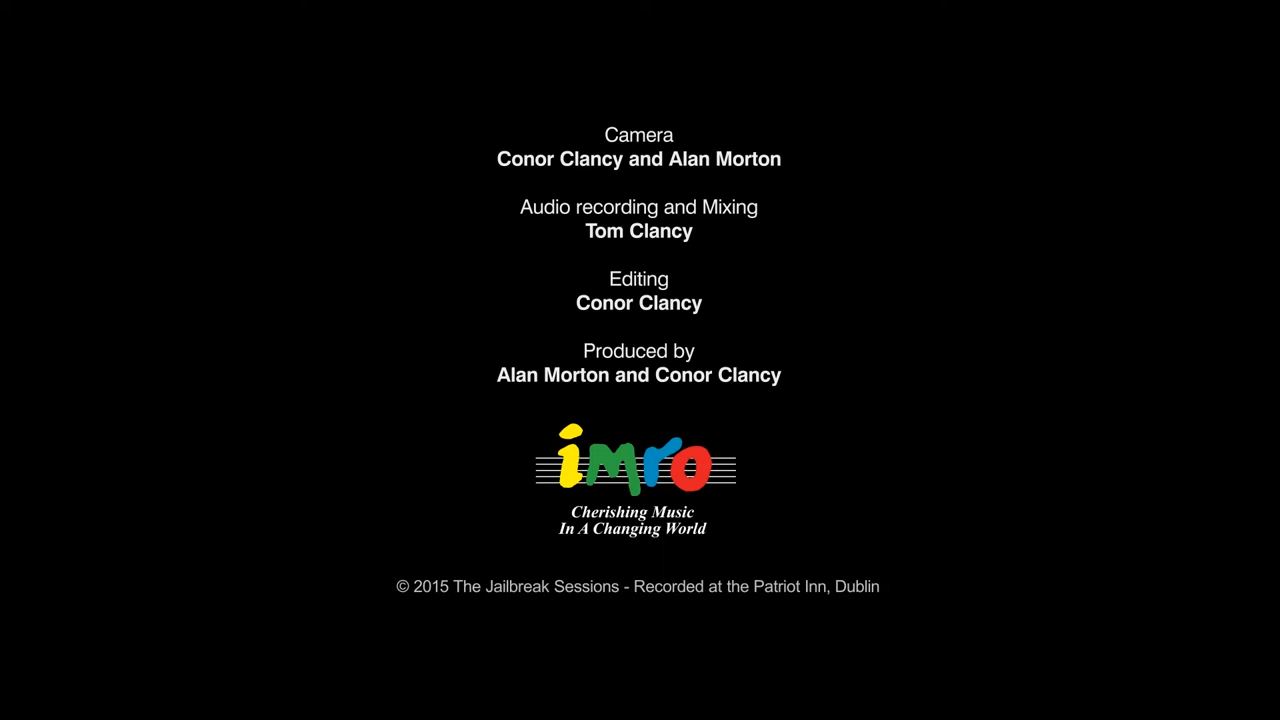 Camera
Conor Clancy and Alan Morton
Audio recording and Mixing
Tom Clancy
Editing
Conor Clancy
Produced by
Alan Morton and Conor Clancy
imro
Cherishing Music
In A Changing World
© 2015 The Jailbreak Sessions - Recorded at the Patriot Inn, Dublin